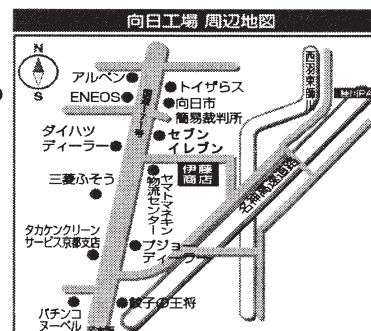 向日工場 周辺地図
N
S
アルペン
ENEOS
トイザらス
向日市
簡易裁判所
ダイハツ
ディーラー
セブン
イレブン
三菱ふそう
ヤマトマネキン
物流センター
伊藤
商店
名神高速道路
タカケンクリーン
サービス京都支店
プジョー
ディーラー
パチンコ
ヌーベル
餃子の王将